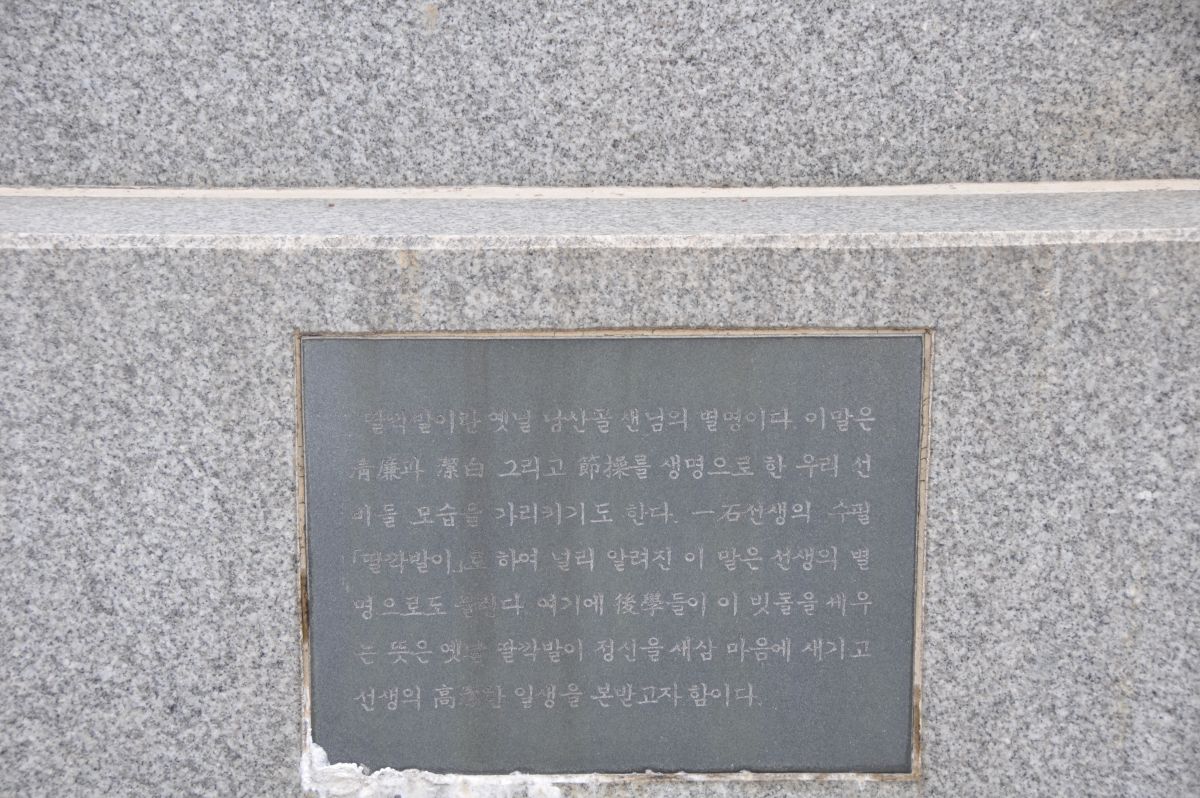 딸깍발이란 옛날 남산골 샌님의 별명이다. 이말은
淸廉과 潔白 그리고 節操를 생명으로 한 우리 선
비들 모습을 가리키기도 한다. 一石선생의 수필
「딸깍발이」로 하여 널리 알려진 이 말은 선생의 별
명으로도 불린다. 여기에 後學들이 이 빗돌을 세우
는 뜻은 옛날 딸깍발이 정신을 새삼 마음에 새기고
선생의 高潔한 일생을 본받고자 함이다.